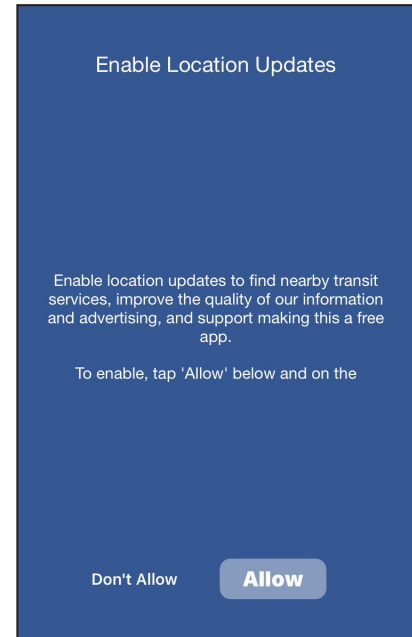 Enable Location Updates
Enable location updates to find nearby transit
services, improve the quality of our information
and advertising, and support making this a free
app.
To enable, tap 'Allow' below and on the
Don't Allow Allow